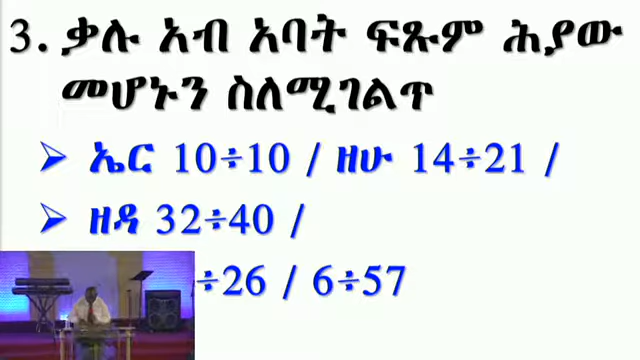 3. ቃሉ አብ አባት ፍጹም ሕያው
መሆኑን ስለሚገልጥ
➢ ኤር 10÷10 / ዘሁ 14÷21 /
➢ ዘዳ 32÷40 /
÷26 / 6÷57